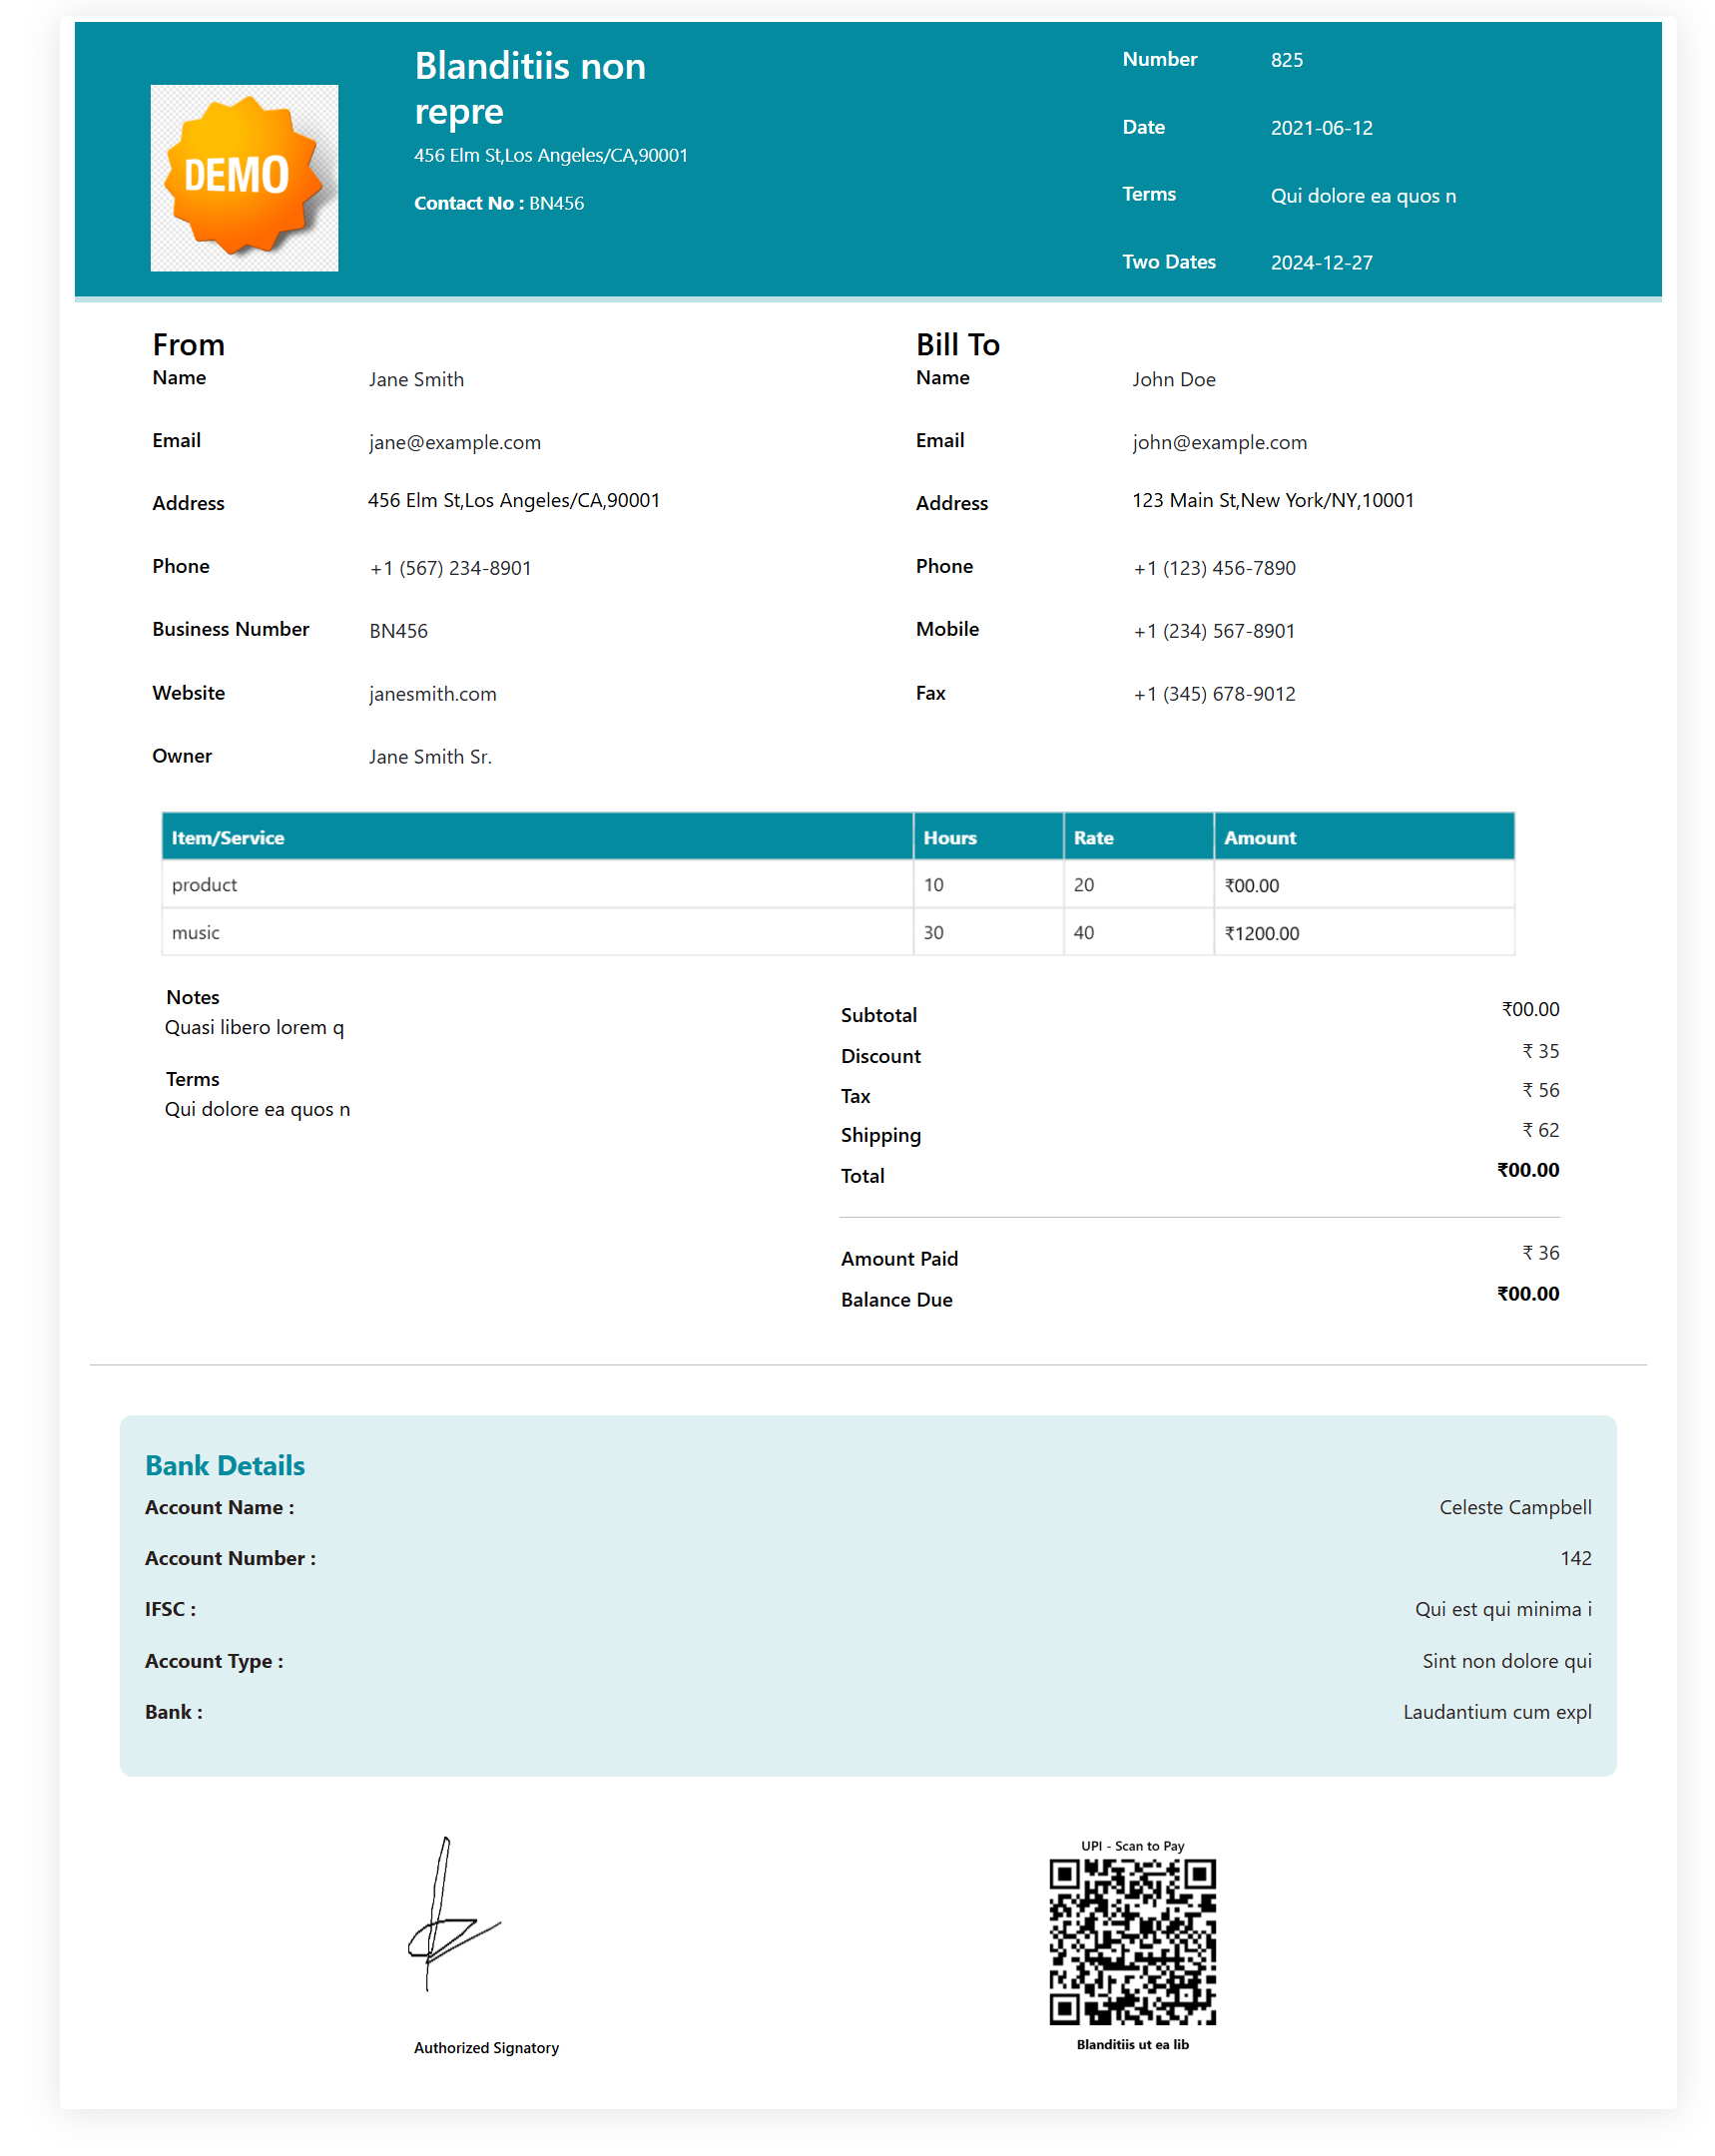 DEMO
Blanditiis non
repre
456 Elm St,Los Angeles/CA,90001
Contact No : BN456
Number 825
Date 2021-06-12
Terms Qui dolore ea quos n
Two Dates 2024-12-27
From
Name Jane Smith
Email jane@example.com
Address 456 Elm St,Los Angeles/CA,90001
Phone +1 (567) 234-8901
Business Number BN456
Website janesmith.com
Owner Jane Smith Sr.
Bill To
Name John Doe
Email john@example.com
Address 123 Main St,New York/NY,10001
Phone +1 (123) 456-7890
Mobile +1 (234) 567-8901
Fax +1 (345) 678-9012
Item/Service Hours Rate Amount
product 10 20 ₹00.00
music 30 40 ₹1200.00
Notes
Quasi libero lorem q
Terms
Qui dolore ea quos n
Subtotal ₹00.00
Discount ₹ 35
Tax ₹ 56
Shipping ₹ 62
Total ₹00.00
Amount Paid ₹ 36
Balance Due ₹00.00
Bank Details
Account Name : Celeste Campbell
Account Number : 142
IFSC : Qui est qui minima i
Account Type : Sint non dolore qui
Bank : Laudantium cum expl
Authorized Signatory
UPI - Scan to Pay
Blanditiis ut ea lib